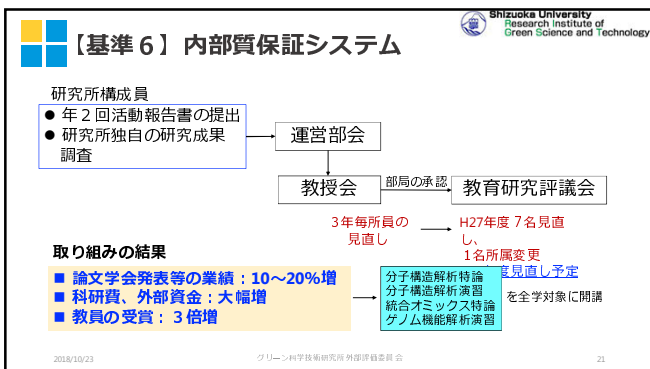 Shizuoka University
Research Institute of
Green Science and Technology
【基準６】内部質保証システム
研究所構成員
● 年２回活動報告書の提出
● 研究所独自の研究成果
調査
運営部会
教授会
部局の承認
教育研究評議会
３年毎所員の
見直し
H27年度 7名見直
し、
１名所属変更
度見直し予定
取り組みの結果
■ 論文学会発表等の業績：10～20%増
■ 科研費、外部資金：大幅増
■ 教員の受賞：３倍増
分子構造解析特論
分子構造解析演習
統合オミックス特論
ゲノム機能解析演習
を全学対象に開講
2018/10/23
グリーン科学技術研究所 外部評価委員会
21